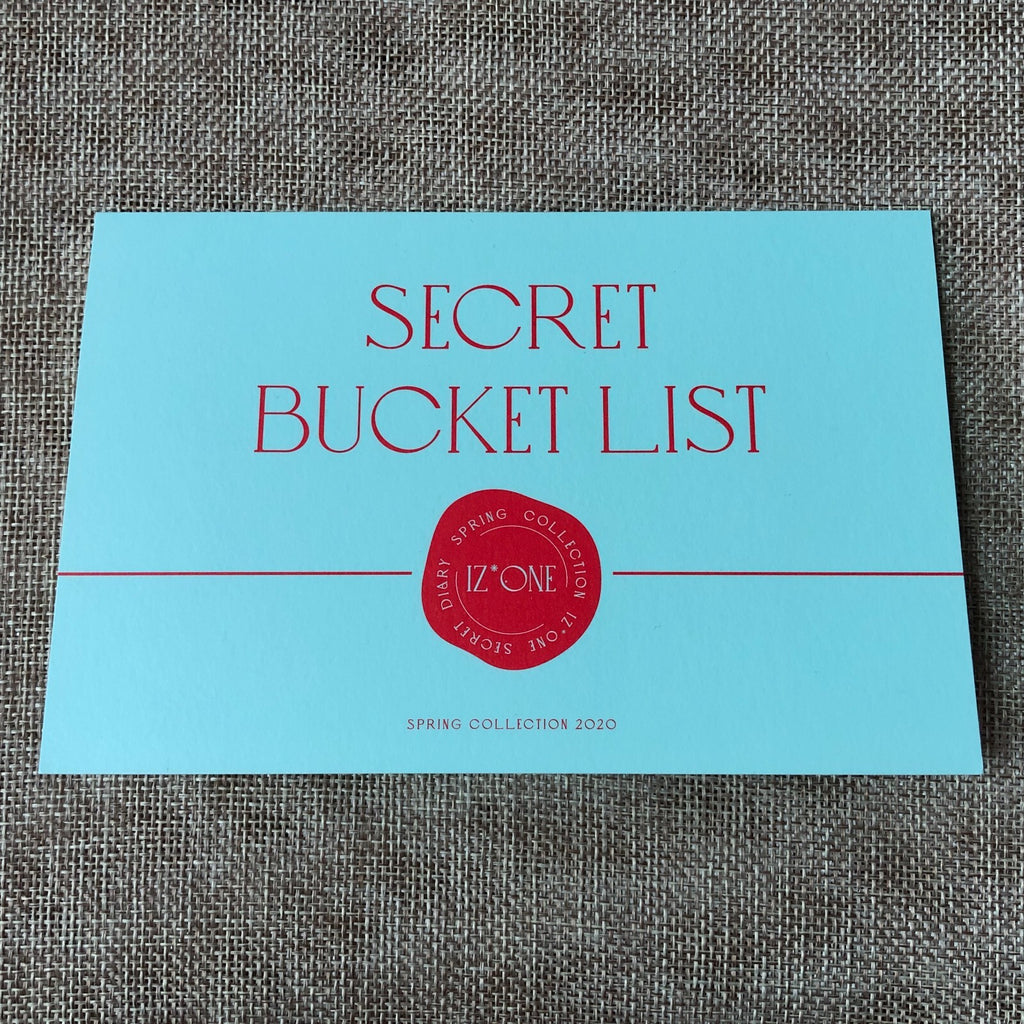 SECRET
BUCKET LIST
SPRING COLLECTION IZ*ONE SECRET DIARY
IZ*ONE
SPRING COLLECTION 2020